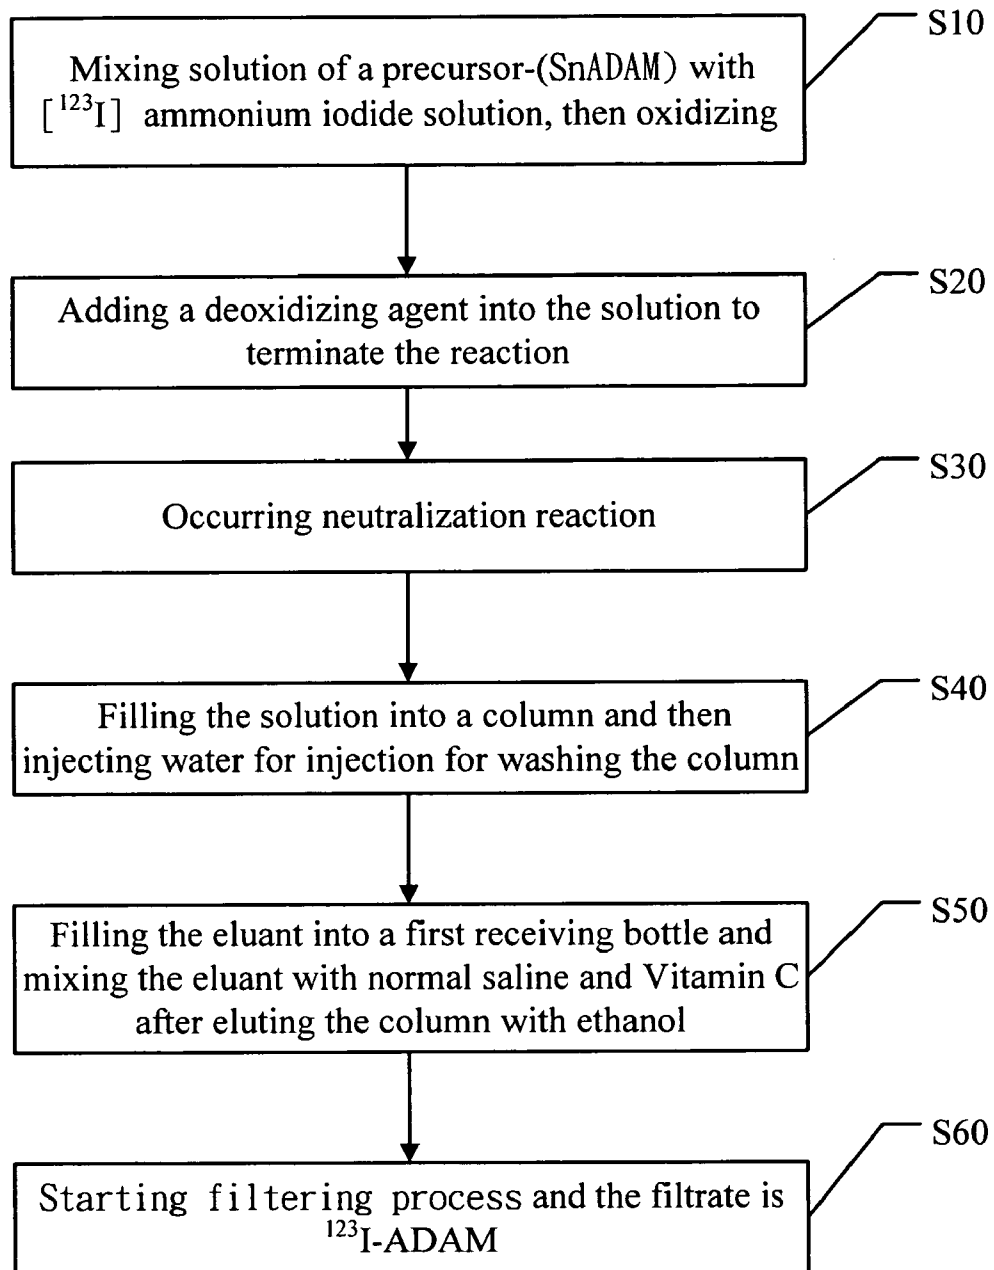 S10
Mixing solution of a precursor-(SnADAM) with
[¹²³I] ammonium iodide solution, then oxidizing
S20
Adding a deoxidizing agent into the solution to
terminate the reaction
S30
Occurring neutralization reaction
S40
Filling the solution into a column and then
injecting water for injection for washing the column
S50
Filling the eluant into a first receiving bottle and
mixing the eluant with normal saline and Vitamin C
after eluting the column with ethanol
S60
Starting filtering process and the filtrate is
¹²³I-ADAM